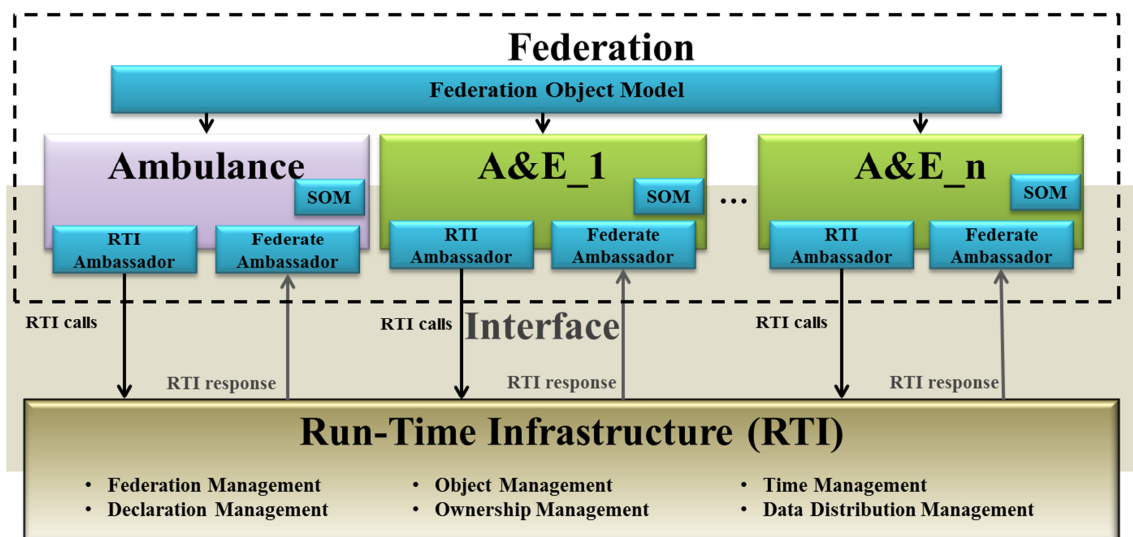 Federation
Federation Object Model
Ambulance
SOM
RTI
Ambassador
Federate
Ambassador
A&E_1
SOM
RTI
Ambassador
Federate
Ambassador
...
A&E_n
SOM
RTI
Ambassador
Federate
Ambassador
RTI calls
RTI calls
Interface
RTI calls
RTI response
RTI response
RTI response
Run-Time Infrastructure (RTI)
• Federation Management
• Declaration Management
• Object Management
• Ownership Management
• Time Management
• Data Distribution Management